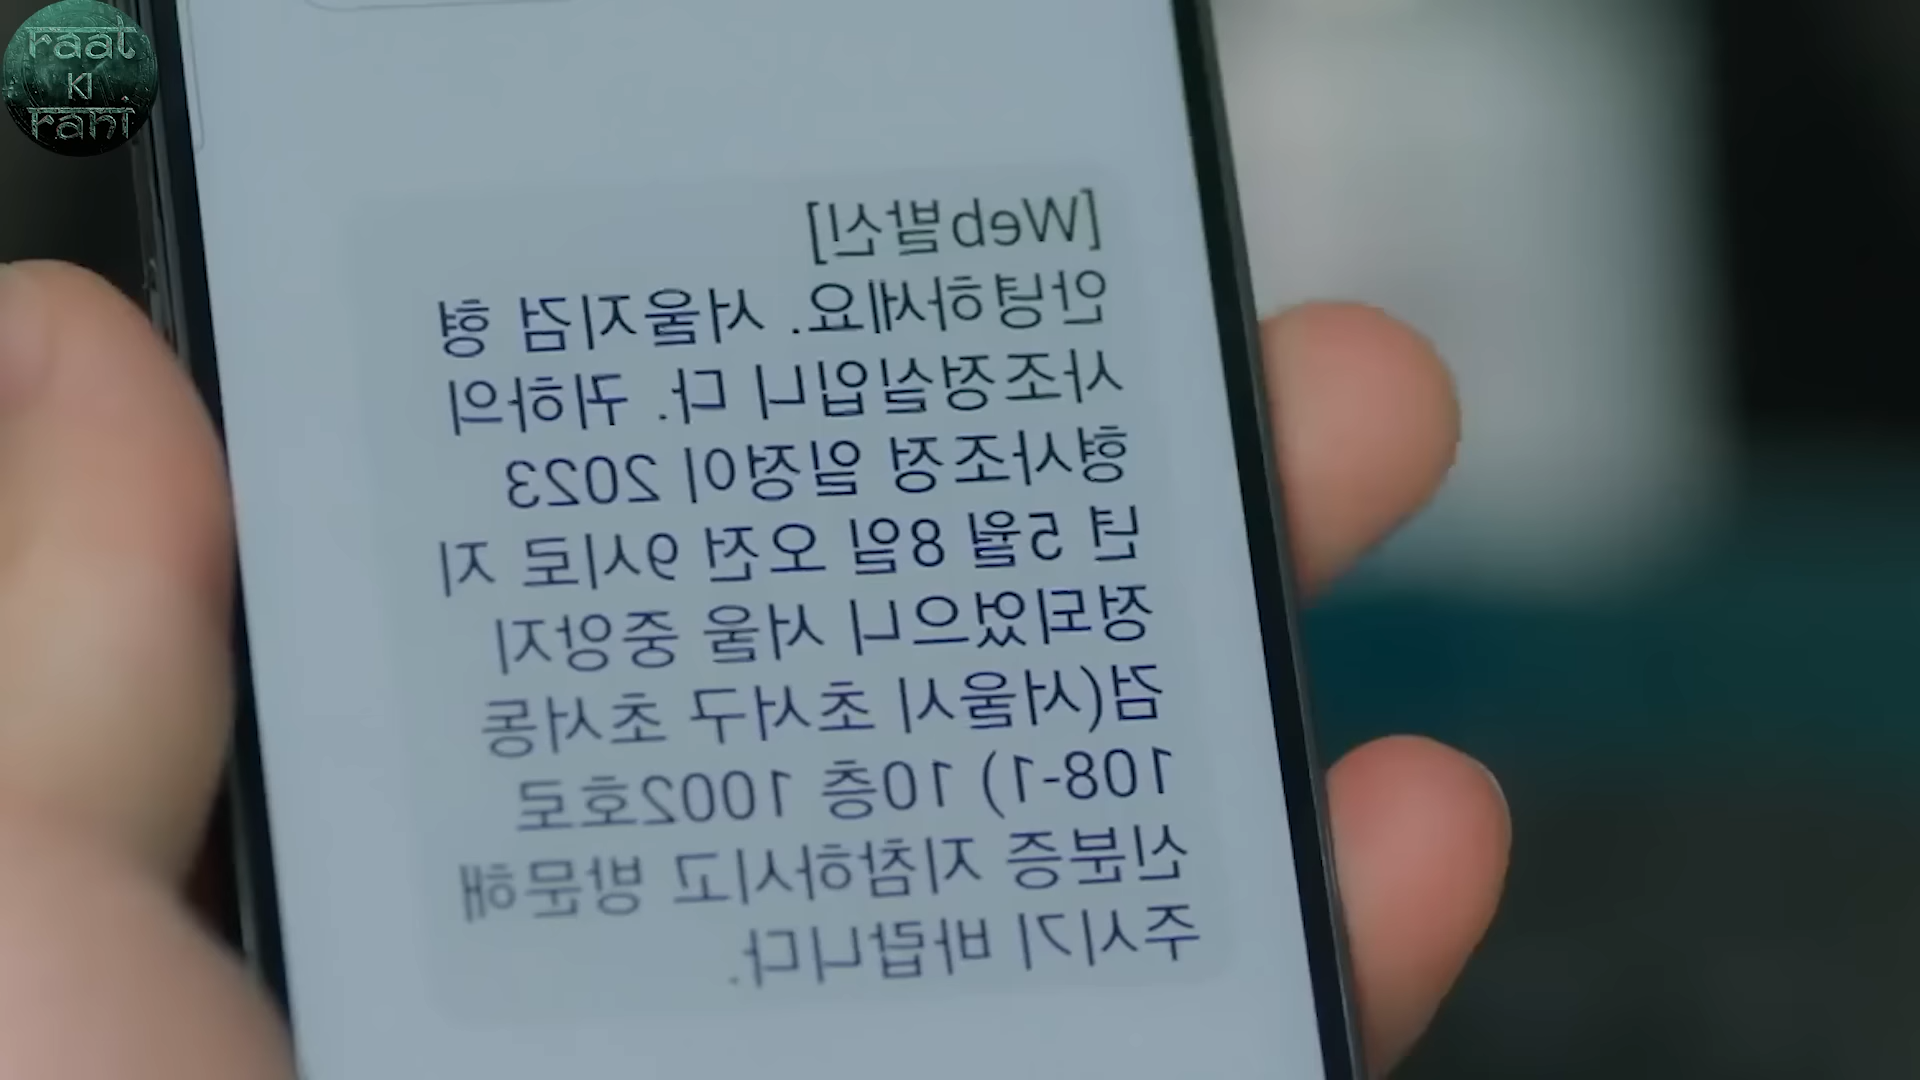 raat
KI
rani
[Web발신]
안녕하세요. 서울지검 형
사조정실입니 다. 귀하의
형사조정 일정이 2023
년 5월 8일 오전 9시로 지
정되었으니 서울 중앙지
검(서울시 초서구 초서동
108-1) 10층 1002호로
신분증 지참하시고 방문해
주시기 바랍니다.